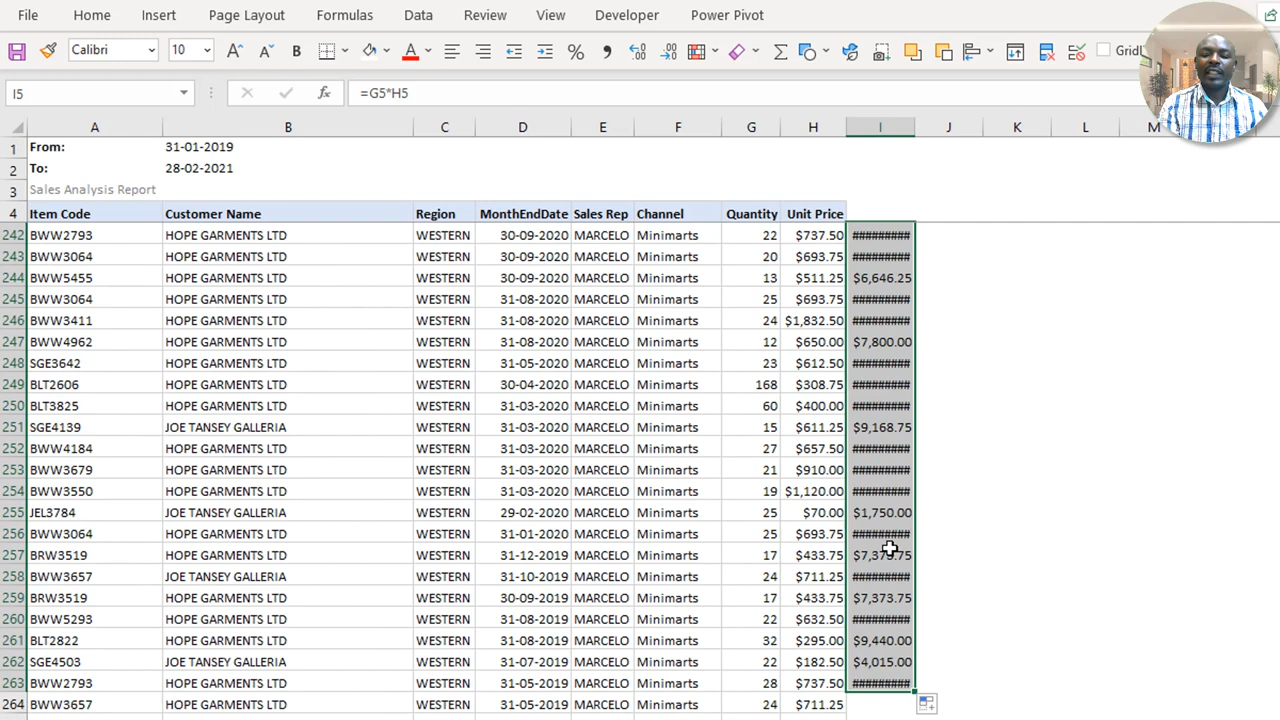 File Home Insert Page Layout Formulas Data Review View Developer Power Pivot
Calibri 10 A A B A % Σ Gridl
I5 fx =G5*H5
A B C D E F G H I J K L M
1 From: 31-01-2019
2 To: 28-02-2021
3 Sales Analysis Report
4 Item Code Customer Name Region MonthEndDate Sales Rep Channel Quantity Unit Price
242 BWW2793 HOPE GARMENTS LTD WESTERN 30-09-2020 MARCELO Minimarts 22 $737.50 #########
243 BWW3064 HOPE GARMENTS LTD WESTERN 30-09-2020 MARCELO Minimarts 20 $693.75 #########
244 BWW5455 HOPE GARMENTS LTD WESTERN 30-09-2020 MARCELO Minimarts 13 $511.25 $6,646.25
245 BWW3064 HOPE GARMENTS LTD WESTERN 31-08-2020 MARCELO Minimarts 25 $693.75 #########
246 BWW3411 HOPE GARMENTS LTD WESTERN 31-08-2020 MARCELO Minimarts 24 $1,832.50 #########
247 BWW4962 HOPE GARMENTS LTD WESTERN 31-08-2020 MARCELO Minimarts 12 $650.00 $7,800.00
248 SGE3642 HOPE GARMENTS LTD WESTERN 31-05-2020 MARCELO Minimarts 23 $612.50 #########
249 BLT2606 HOPE GARMENTS LTD WESTERN 30-04-2020 MARCELO Minimarts 168 $308.75 #########
250 BLT3825 HOPE GARMENTS LTD WESTERN 31-03-2020 MARCELO Minimarts 60 $400.00 #########
251 SGE4139 JOE TANSEY GALLERIA WESTERN 31-03-2020 MARCELO Minimarts 15 $611.25 $9,168.75
252 BWW4184 HOPE GARMENTS LTD WESTERN 31-03-2020 MARCELO Minimarts 27 $657.50 #########
253 BWW3679 HOPE GARMENTS LTD WESTERN 31-03-2020 MARCELO Minimarts 21 $910.00 #########
254 BWW3550 HOPE GARMENTS LTD WESTERN 31-03-2020 MARCELO Minimarts 19 $1,120.00 #########
255 JEL3784 JOE TANSEY GALLERIA WESTERN 29-02-2020 MARCELO Minimarts 25 $70.00 $1,750.00
256 BWW3064 HOPE GARMENTS LTD WESTERN 31-03-2020 MARCELO Minimarts 25 $693.75 #########
257 BRW3519 HOPE GARMENTS LTD WESTERN 31-12-2019 MARCELO Minimarts 17 $433.75 $7,373.75
258 BWW3657 JOE TANSEY GALLERIA WESTERN 31-10-2019 MARCELO Minimarts 24 $711.25 #########
259 BRW3519 HOPE GARMENTS LTD WESTERN 30-09-2019 MARCELO Minimarts 17 $433.75 $7,373.75
260 BWW5293 HOPE GARMENTS LTD WESTERN 31-08-2019 MARCELO Minimarts 22 $632.50 #########
261 BLT2822 HOPE GARMENTS LTD WESTERN 31-08-2019 MARCELO Minimarts 32 $295.00 $9,440.00
262 SGE4503 JOE TANSEY GALLERIA WESTERN 31-07-2019 MARCELO Minimarts 22 $182.50 $4,015.00
263 BWW2793 HOPE GARMENTS LTD WESTERN 31-05-2019 MARCELO Minimarts 28 $737.50 #########
264 BWW3657 HOPE GARMENTS LTD WESTERN 31-05-2019 MARCELO Minimarts 24 $711.25